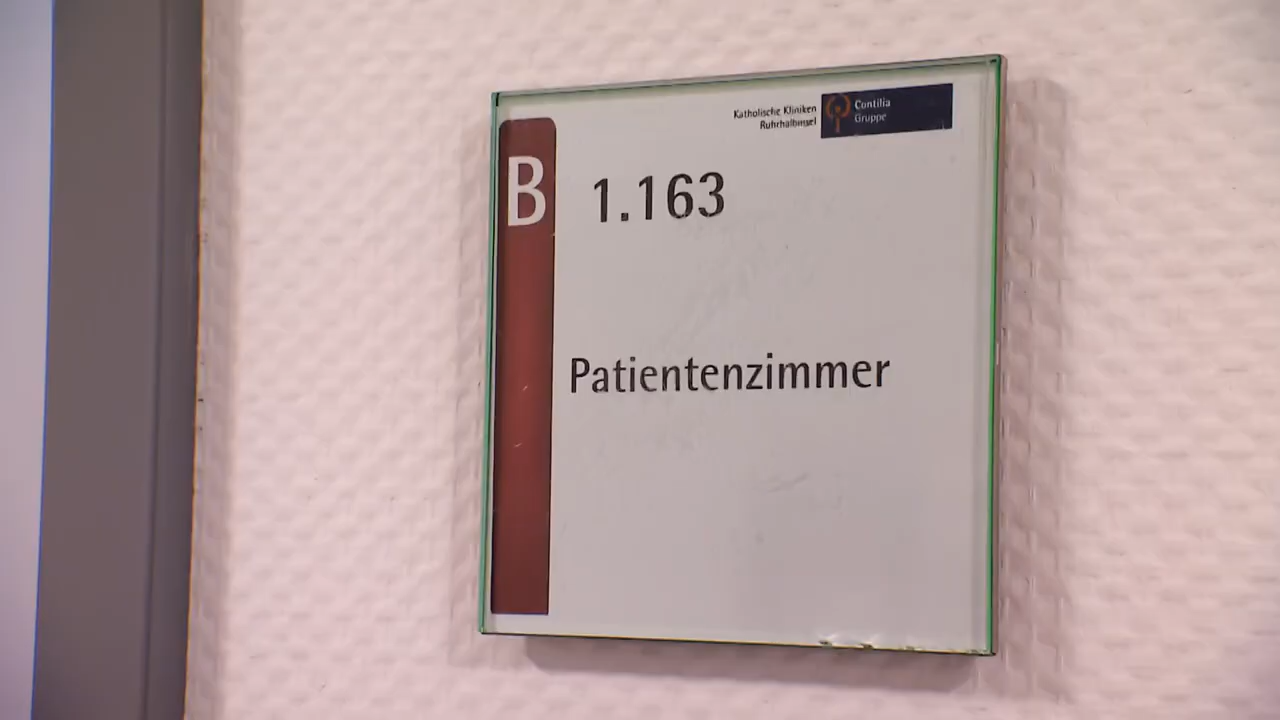 Katholische Kliniken
Ruhrhalbinsel
Contilia
Gruppe
B
1.163
Patientenzimmer